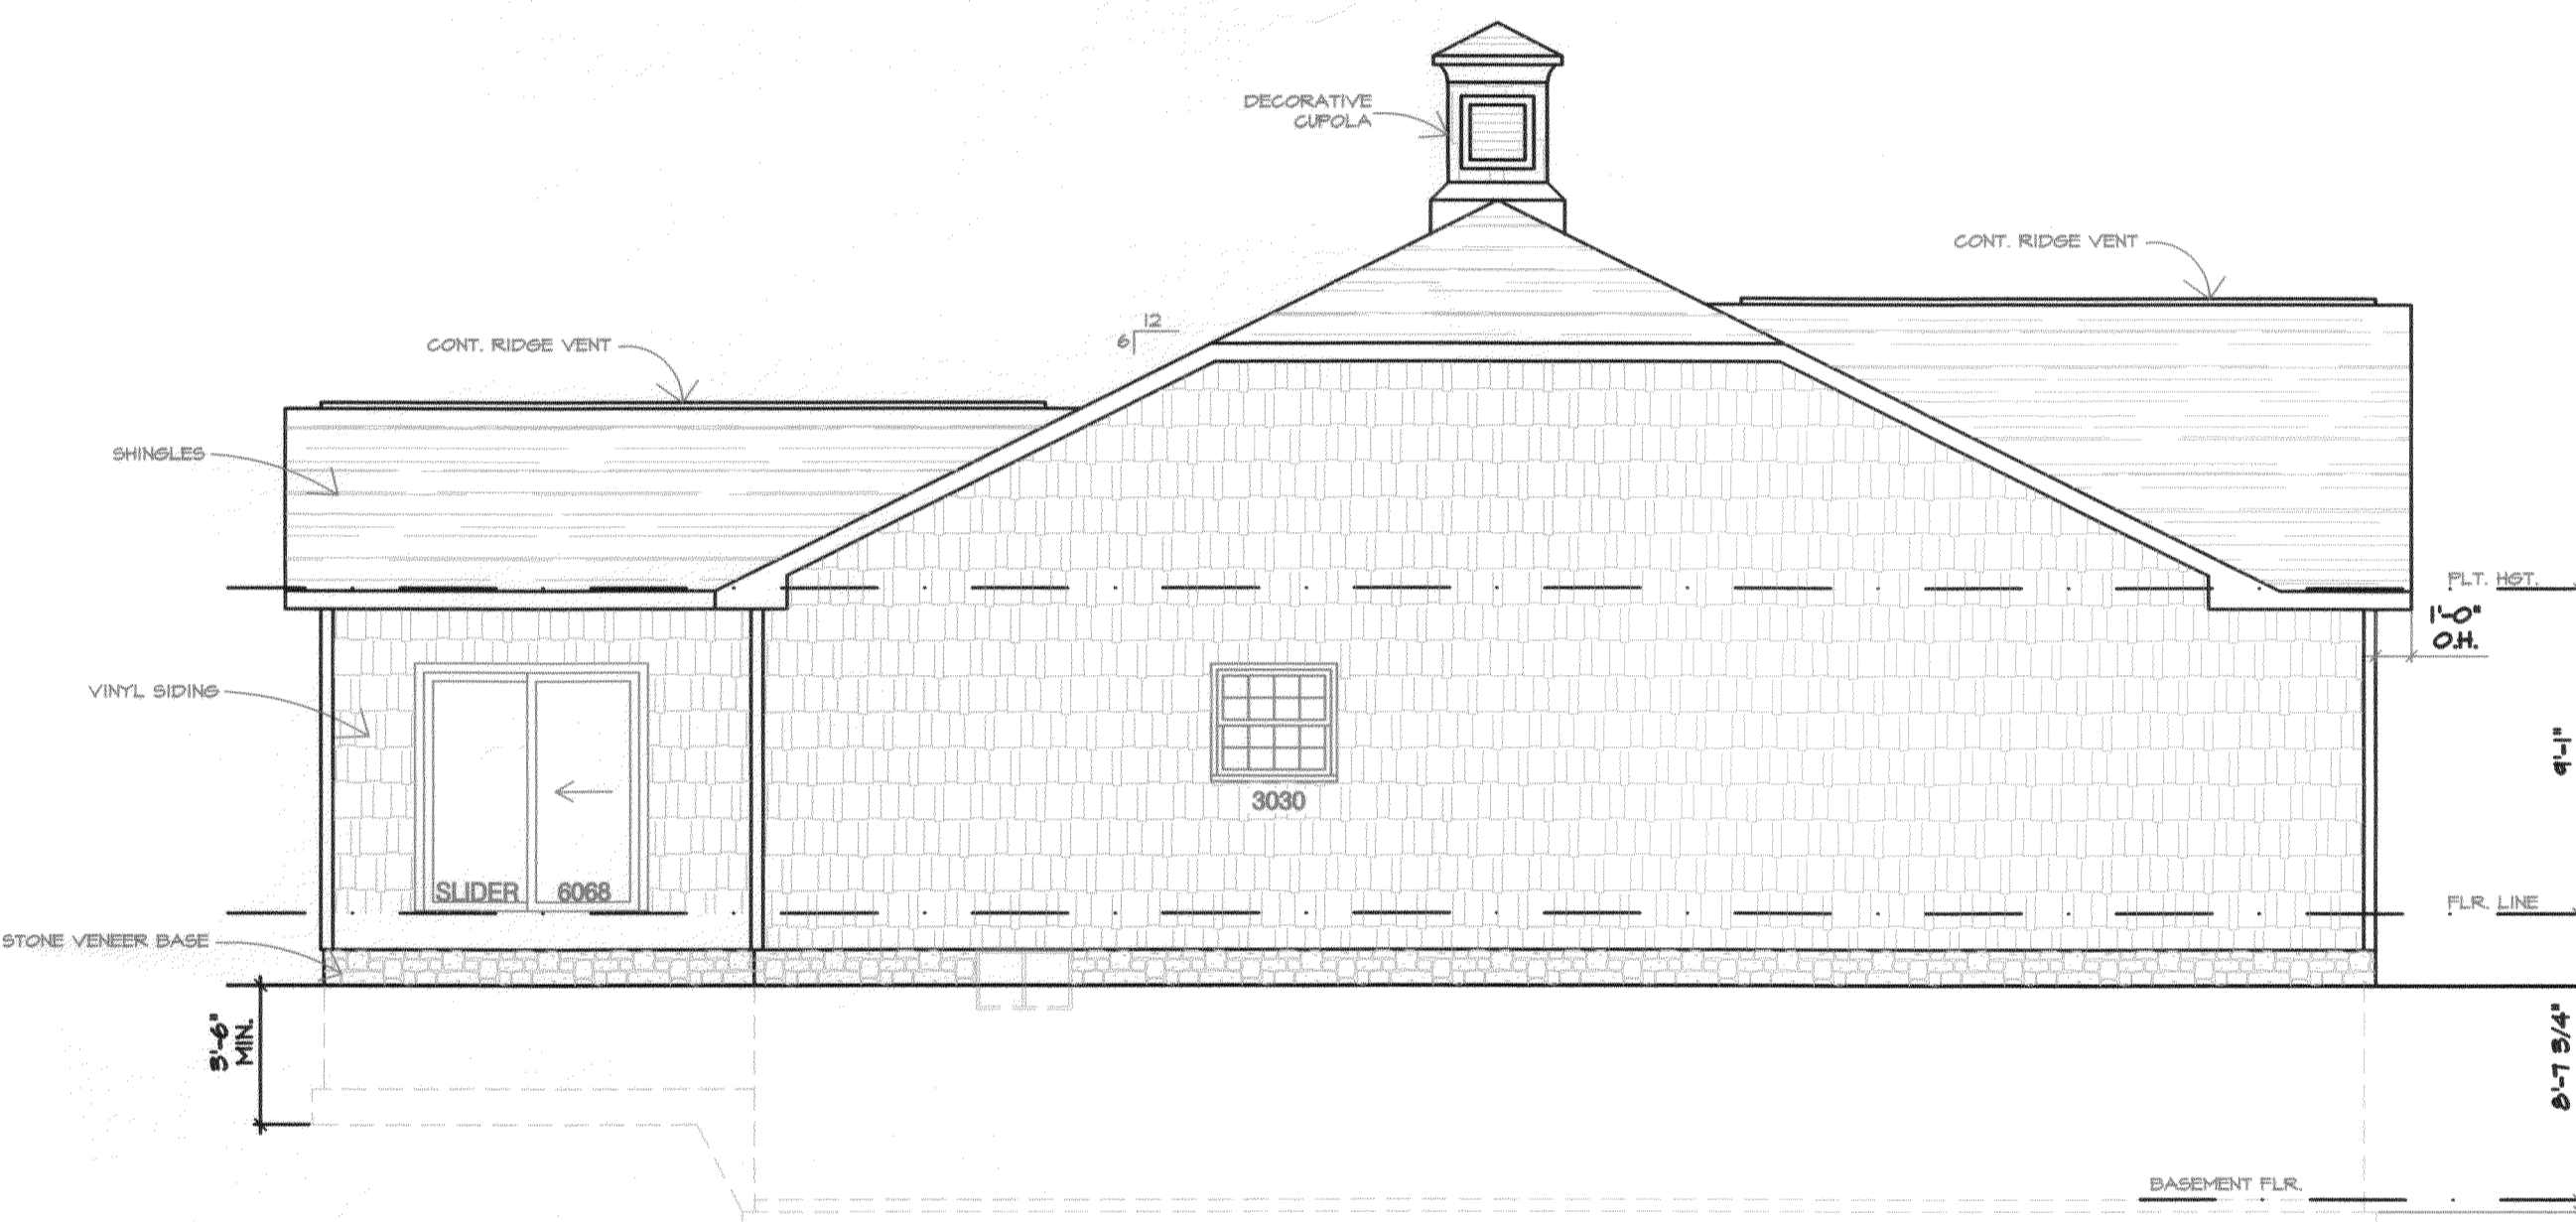 DECORATIVE
CUPOLA
CONT. RIDGE VENT
12
6
CONT. RIDGE VENT
SHINGLES
PLT. HGT.
1'-0"
O.H.
VINYL SIDING
9'-1"
3030
SLIDER 6068
FLR. LINE
STONE VENEER BASE
3'-6"
MIN.
8'-7 3/4"
BASEMENT FLR.